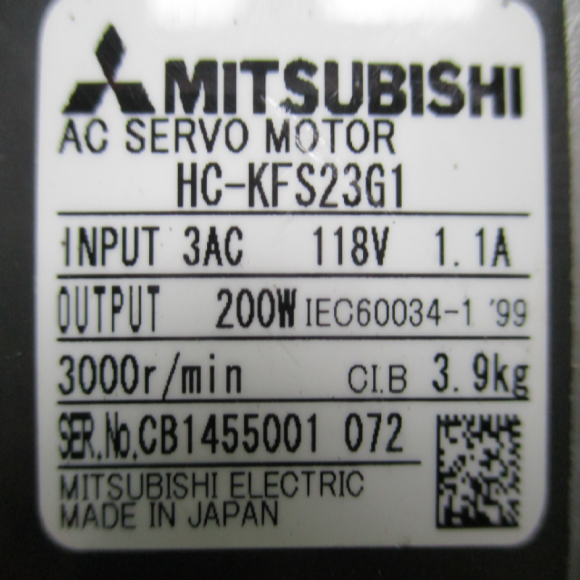 MITSUBISHI
AC SERVO MOTOR
HC-KFS23G1
INPUT 3AC 118V 1.1A
OUTPUT 200W IEC60034-1 '99
3000r/min CI.B 3.9kg
SER.No.CB1455001 072
MITSUBISHI ELECTRIC
MADE IN JAPAN